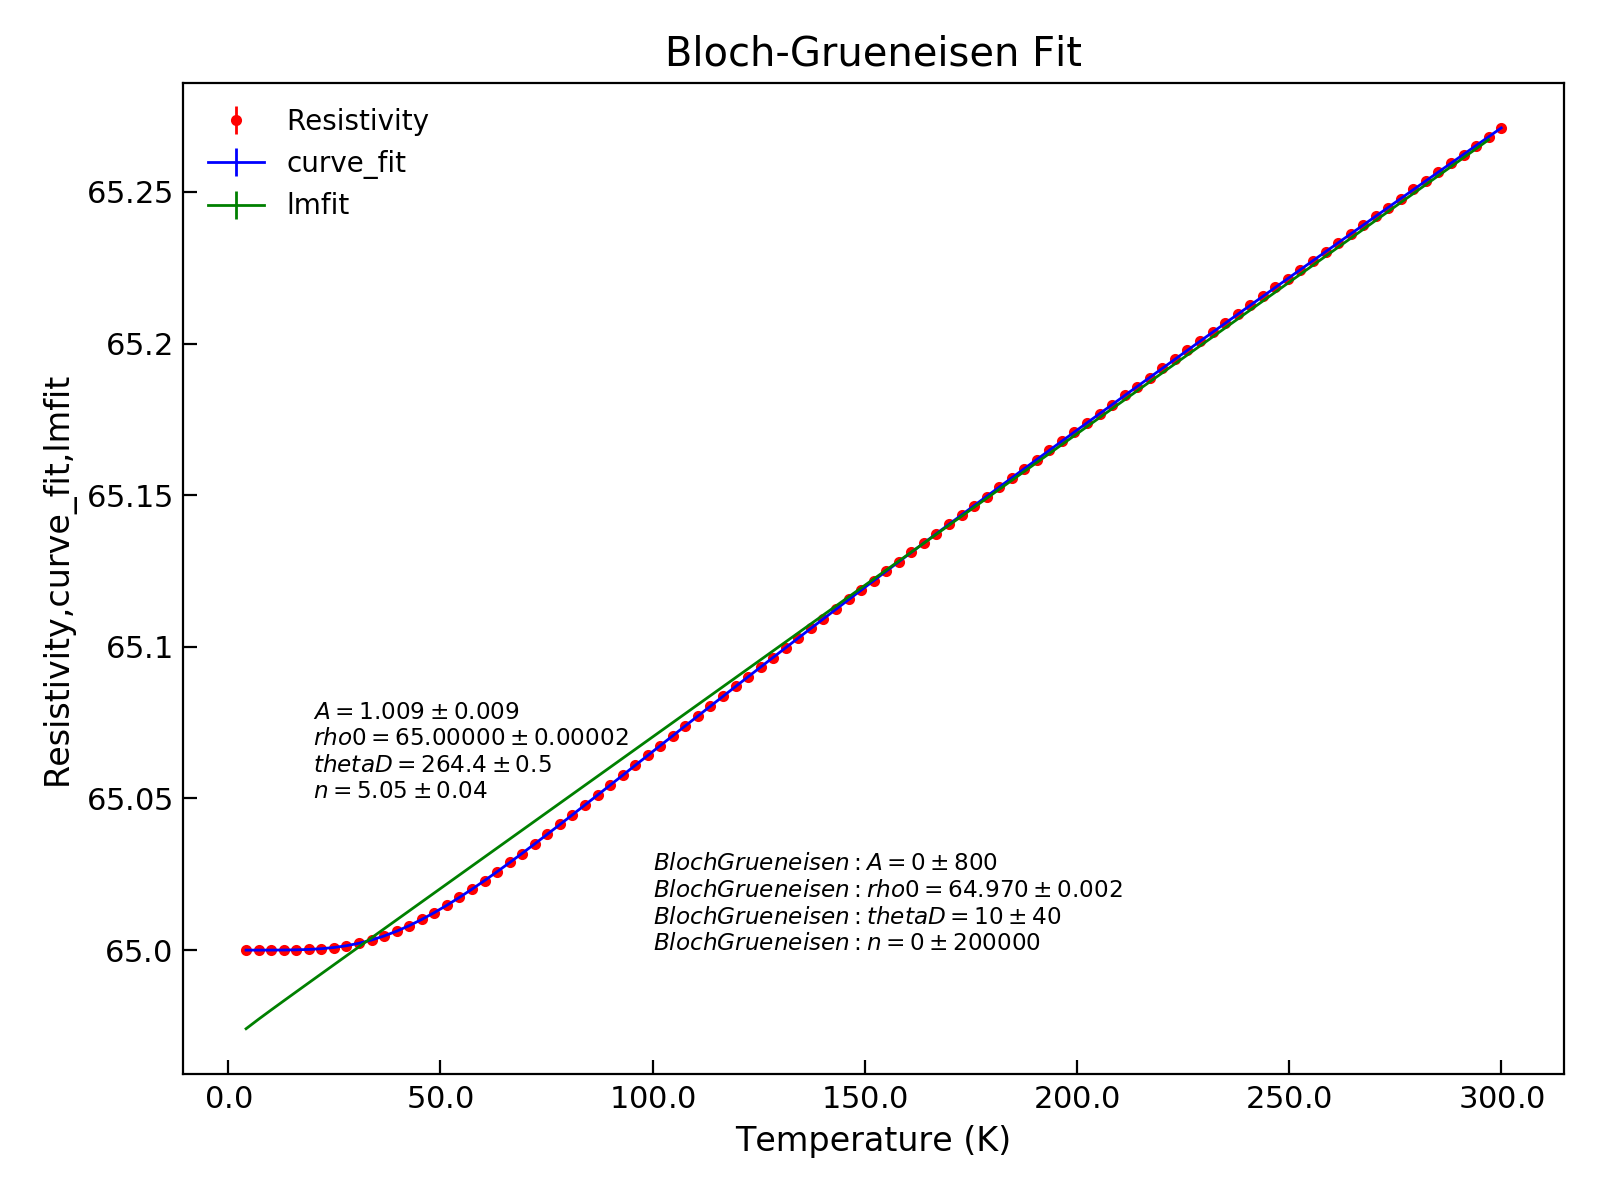 Bloch-Grueneisen Fit
Resistivity
curve_fit
lmfit
Resistivity,curve_fit,lmfit
65.25
65.2
65.15
65.1
65.05
65.0
A = 1.009 ± 0.009
rho0 = 65.00000 ± 0.00002
thetaD = 264.4 ± 0.5
n = 5.05 ± 0.04
BlochGrueneisen : A = 0 ± 800
BlochGrueneisen : rho0 = 64.970 ± 0.002
BlochGrueneisen : thetaD = 10 ± 40
BlochGrueneisen : n = 0 ± 200000
0.0 50.0 100.0 150.0 200.0 250.0 300.0
Temperature (K)